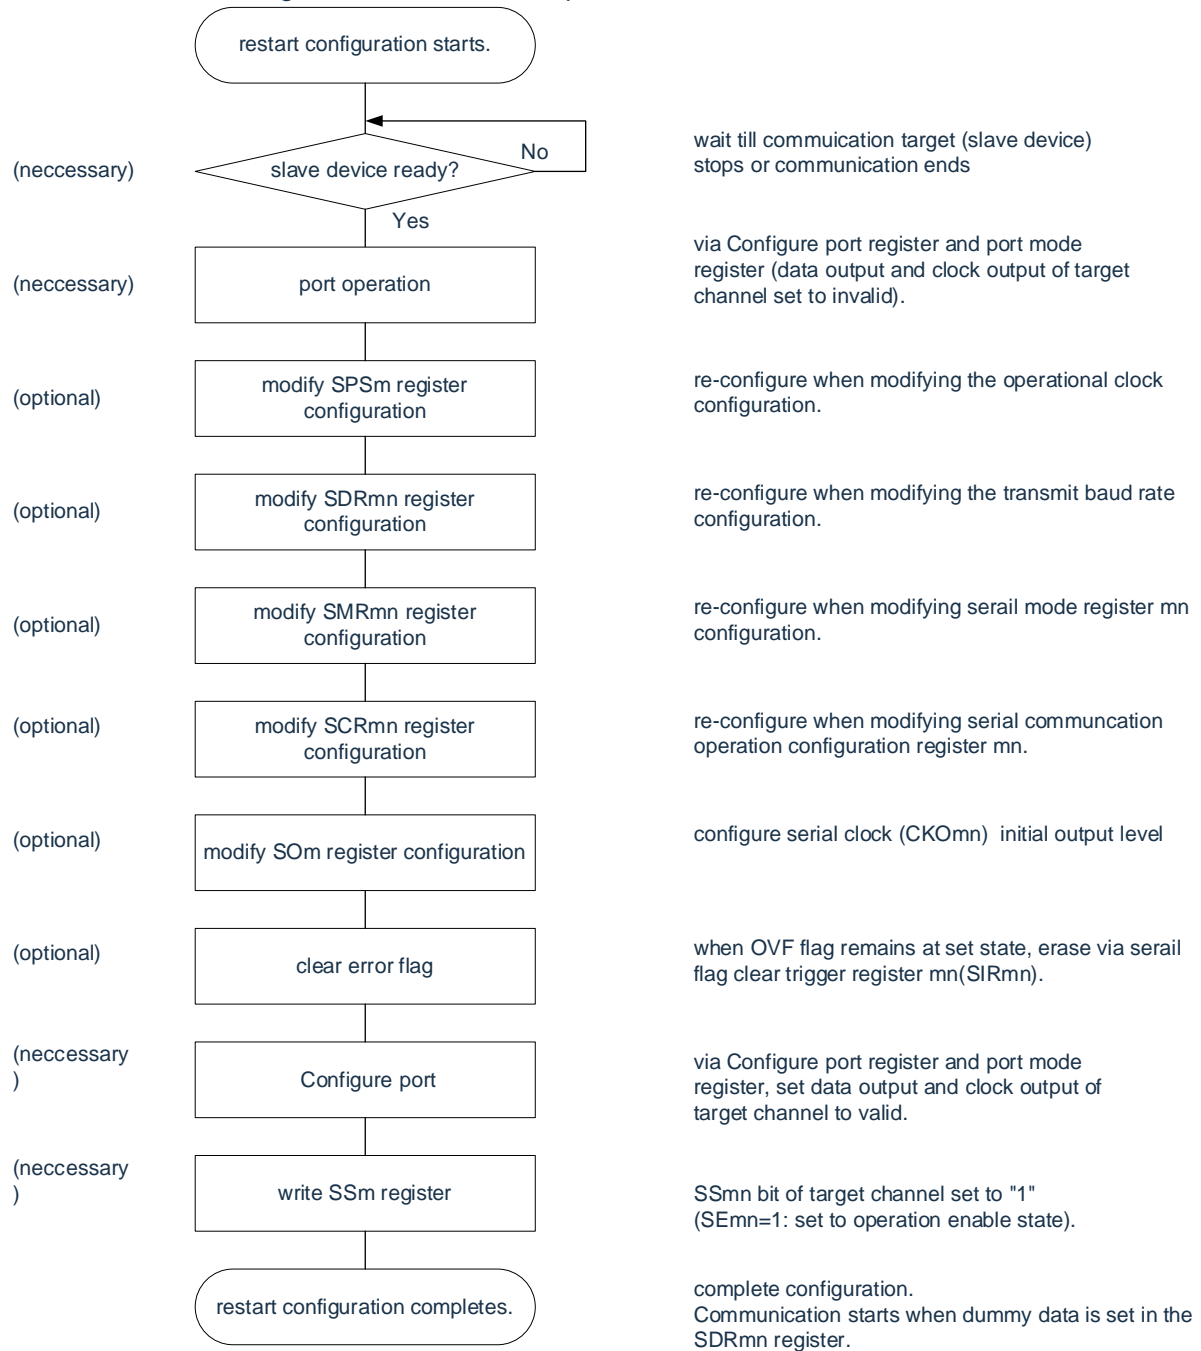 restart configuration starts.
(neccessary)
slave device ready?
No
wait till commuication target (slave device)
stops or communication ends
Yes
(neccessary)
port operation
via Configure port register and port mode
register (data output and clock output of target
channel set to invalid).
(optional)
modify SPSm register
configuration
re-configure when modifying the operational clock
configuration.
(optional)
modify SDRmn register
configuration
re-configure when modifying the transmit baud rate
configuration.
(optional)
modify SMRmn register
configuration
re-configure when modifying serail mode register mn
configuration.
(optional)
modify SCRmn register
configuration
re-configure when modifying serial communcation
operation configuration register mn.
(optional)
modify SOm register configuration
configure serial clock (CKOmn)  initial output level
(optional)
clear error flag
when OVF flag remains at set state, erase via serail
flag clear trigger register mn(SIRmn).
(neccessary
)
Configure port
via Configure port register and port mode
register, set data output and clock output of
target channel to valid.
(neccessary
)
write SSm register
SSmn bit of target channel set to "1"
(SEmn=1: set to operation enable state).
restart configuration completes.
complete configuration.
Communication starts when dummy data is set in the
SDRmn register.